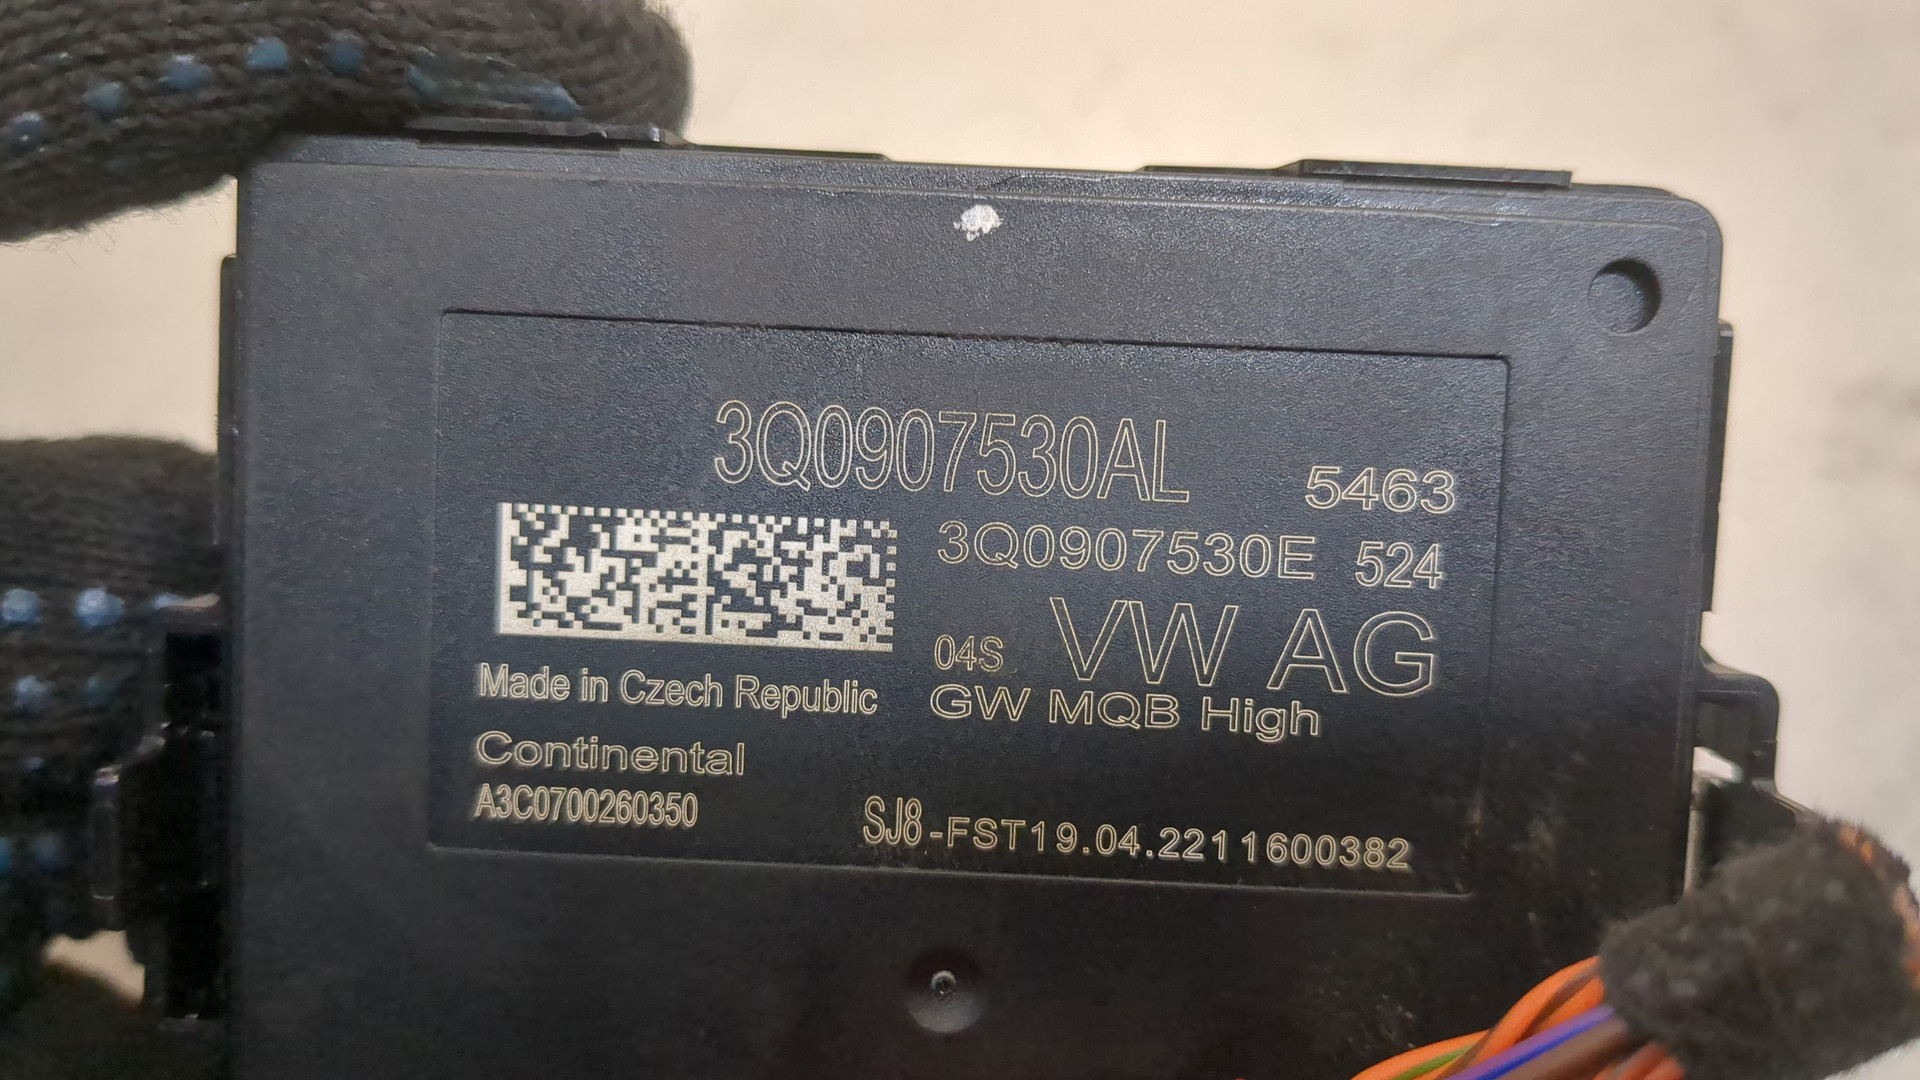 3Q0907530AL
5463
3Q0907530E 524
04S VW AG
GW MQB High
Made in Czech Republic
Continental
A3C0700260350
SJ8-FST19.04.2211600382